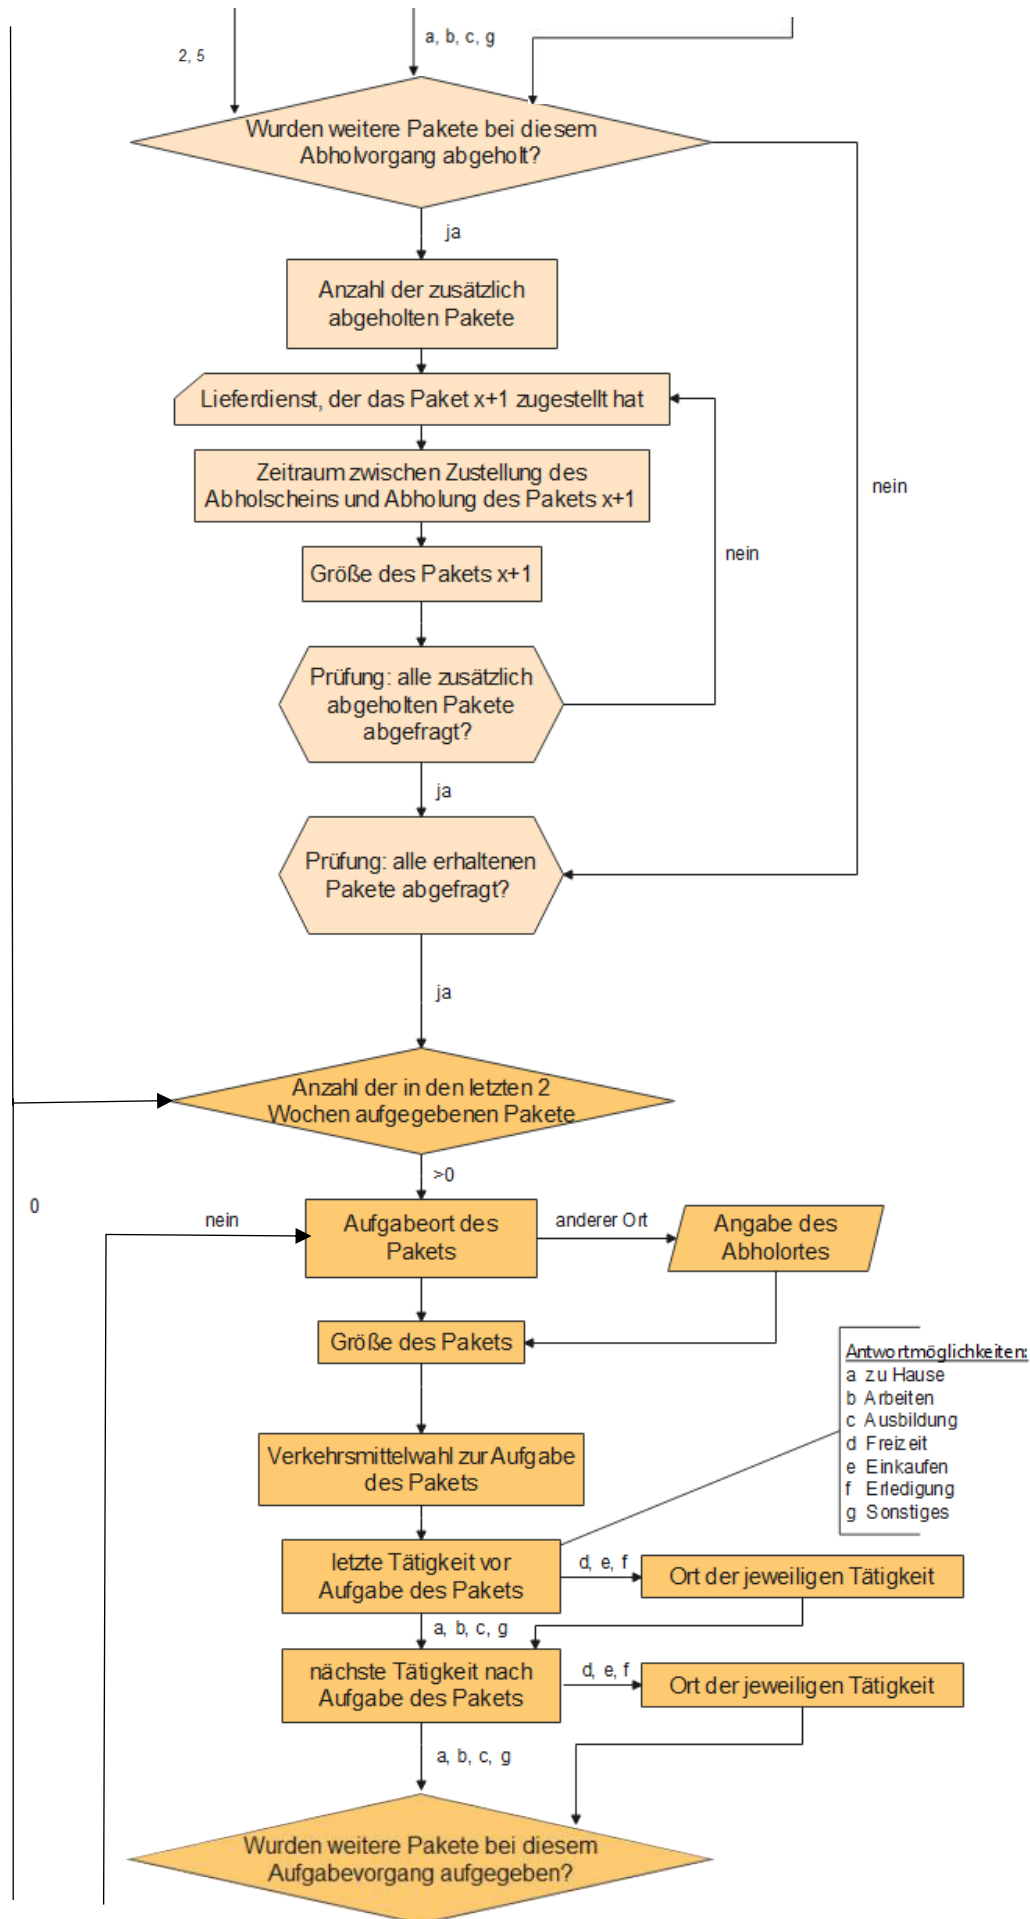 2, 5
a, b, c, g
Wurden weitere Pakete bei diesem
Abholvorgang abgeholt?
ja
Anzahl der zusätzlich
abgeholten Pakete
Lieferdienst, der das Paket x+1 zugestellt hat
Zeitraum zwischen Zustellung des
Abholscheins und Abholung des Pakets x+1
nein
nein
Größe des Pakets x+1
Prüfung: alle zusätzlich
abgeholten Pakete
abgefragt?
ja
Prüfung: alle erhaltenen
Pakete abgefragt?
ja
Anzahl der in den letzten 2
Wochen aufgegebenen Pakete
>0
0
nein
Aufgabeort des
Pakets
anderer Ort
Angabe des
Abholortes
Größe des Pakets
Antwortmöglichkeiten:
a zu Hause
b Arbeiten
c Ausbildung
d Freizeit
e Einkaufen
f Erledigung
g Sonstiges
Verkehrsmittelwahl zur Aufgabe
des Pakets
letzte Tätigkeit vor
Aufgabe des Pakets
d, e, f
Ort der jeweiligen Tätigkeit
a, b, c, g
nächste Tätigkeit nach
Aufgabe des Pakets
d, e, f
Ort der jeweiligen Tätigkeit
a, b, c, g
Wurden weitere Pakete bei diesem
Aufgabevorgang aufgegeben?